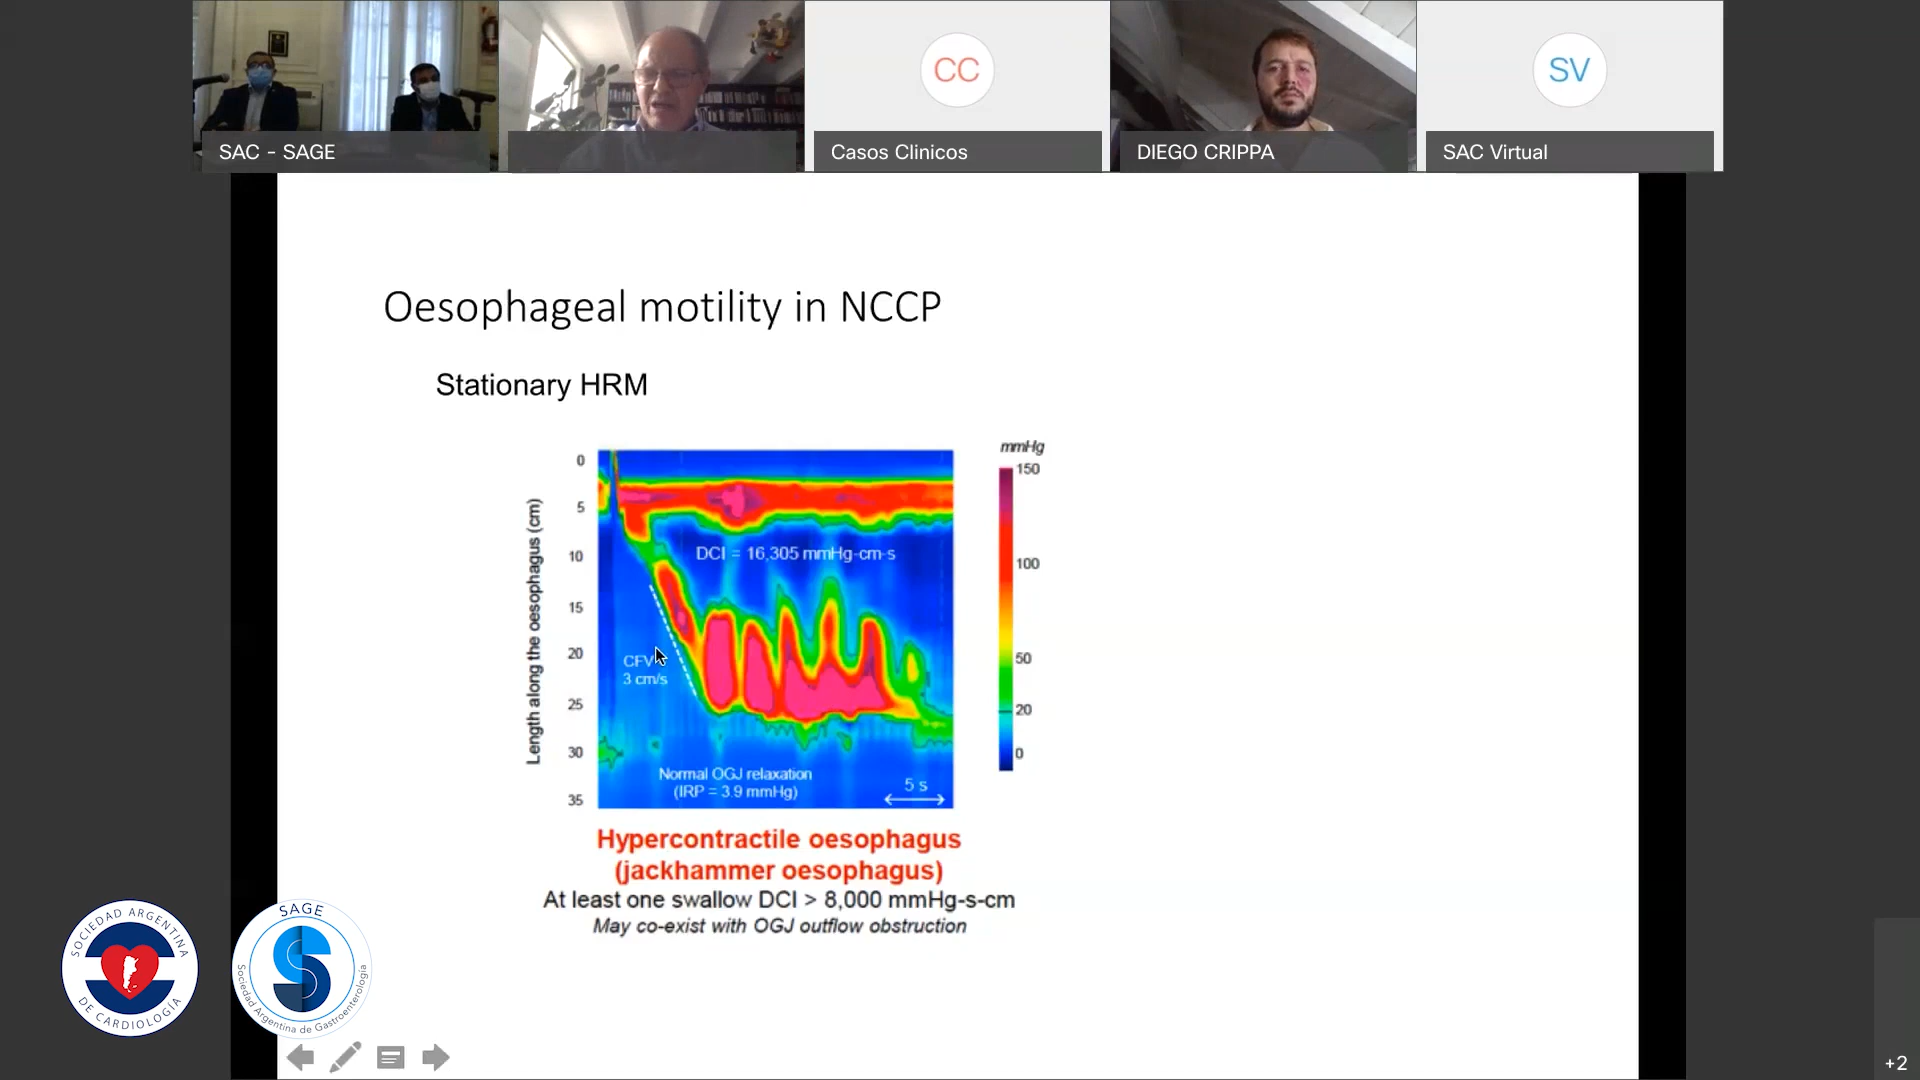 SAC - SAGE
CC
Casos Clinicos
DIEGO CRIPPA
SV
SAC Virtual
Oesophageal motility in NCCP
Stationary HRM
mmHg
150
100
50
20
0
Length along the oesophagus (cm)
0
5
10
15
20
25
30
35
DCI = 16,305 mmHg-cm-s
CFV
3 cm/s
Normal OGJ relaxation
(IRP = 3.9 mmHg)
5 s
Hypercontractile oesophagus
(jackhammer oesophagus)
At least one swallow DCI > 8,000 mmHg-s-cm
May co-exist with OGJ outflow obstruction
SOCIEDAD ARGENTINA
DE CARDIOLOGÍA
SAGE
Sociedad Argentina de Gastroenterología
+2